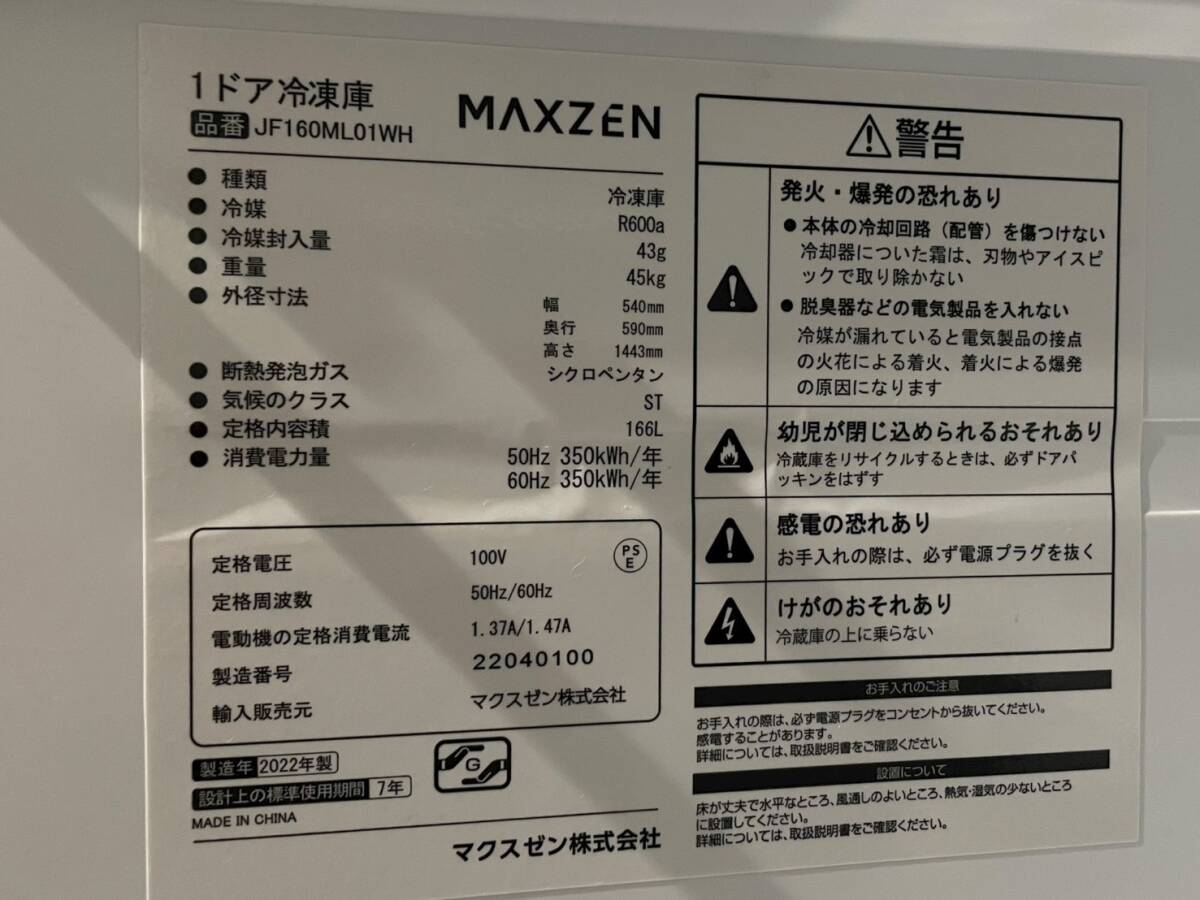 1ドア冷凍庫
品番 JF160ML01WH
MAXZEN
● 種類 冷凍庫
● 冷媒 R600a
● 冷媒封入量 43g
● 重量 45kg
● 外径寸法 幅 540mm
奥行 590mm
高さ 1443mm
● 断熱発泡ガス シクロペンタン
● 気候のクラス ST
● 定格内容積 166L
● 消費電力量 50Hz 350kWh/年
60Hz 350kWh/年
定格電圧 100V
PSE
定格周波数 50Hz/60Hz
電動機の定格消費電流 1.37A/1.47A
製造番号 22040100
輸入販売元 マクスゼン株式会社
製造年 2022年製
設計上の標準使用期間 7年
MADE IN CHINA
G
マクスゼン株式会社
警告
発火・爆発の恐れあり
● 本体の冷却回路（配管）を傷つけない
冷却器についた霜は、刃物やアイスピ
ックで取り除かない
● 脱臭器などの電気製品を入れない
冷媒が漏れていると電気製品の接点
の火花による着火、着火による爆発
の原因になります
幼児が閉じ込められるおそれあり
冷蔵庫をリサイクルするときは、必ずドアパ
ッキンをはずす
感電の恐れあり
お手入れの際は、必ず電源プラグを抜く
けがのおそれあり
冷蔵庫の上に乗らない
お手入れのご注意
お手入れの際は、必ず電源プラグをコンセントから抜いてください。
感電することがあります。
詳細については、取扱説明書をご確認ください。
設置について
床が丈夫で水平なところ、風通しのよいところ、熱気・湿気の少ないところ
に設置してください。
詳細については、取扱説明書をご確認ください。